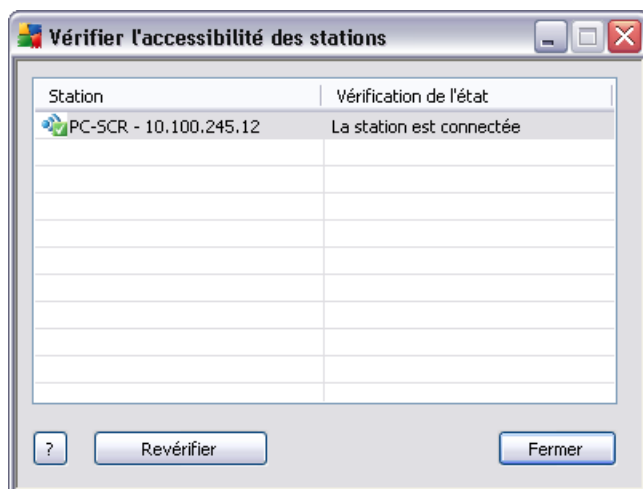 Vérifier l'accessibilité des stations
Station Vérification de l'état
PC-SCR - 10.100.245.12 La station est connectée
? Revérifier Fermer